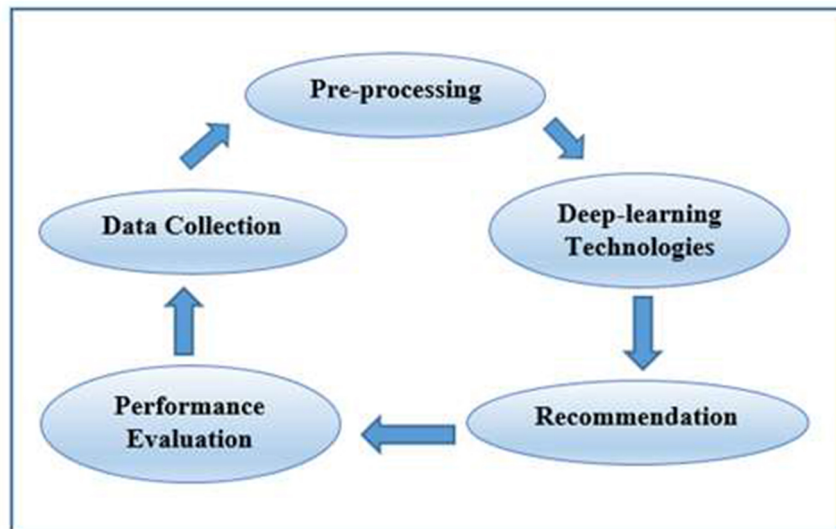 Pre-processing
Data Collection
Deep-learning
Technologies
Performance
Evaluation
Recommendation